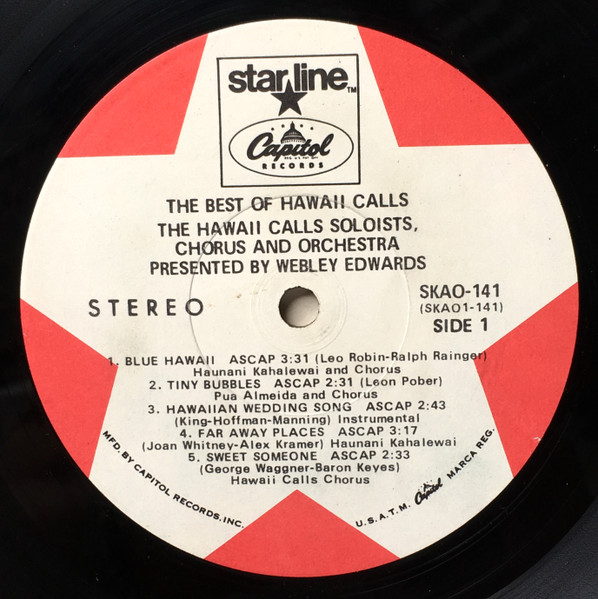 starline TM
Capitol
REG. U.S. PAT. OFF.
RECORDS
THE BEST OF HAWAII CALLS
THE HAWAII CALLS SOLOISTS,
CHORUS AND ORCHESTRA
PRESENTED BY WEBLEY EDWARDS
STEREO
SKAO-141
(SKAO1-141)
SIDE 1
1. BLUE HAWAII ASCAP 3:31 (Leo Robin-Ralph Rainger)
Haunani Kahalewai and Chorus
2. TINY BUBBLES ASCAP 2:31 (Leon Pober)
Pua Almeida and Chorus
3. HAWAIIAN WEDDING SONG ASCAP 2:43
(King-Hoffman-Manning) Instrumental
4. FAR AWAY PLACES ASCAP 3:17
(Joan Whitney-Alex Kramer) Haunani Kahalewai
5. SWEET SOMEONE ASCAP 2:33
(George Waggner-Baron Keyes)
Hawaii Calls Chorus
MFD. BY CAPITOL RECORDS, INC.
U.S.A. T.M. Capitol MARCA REG.